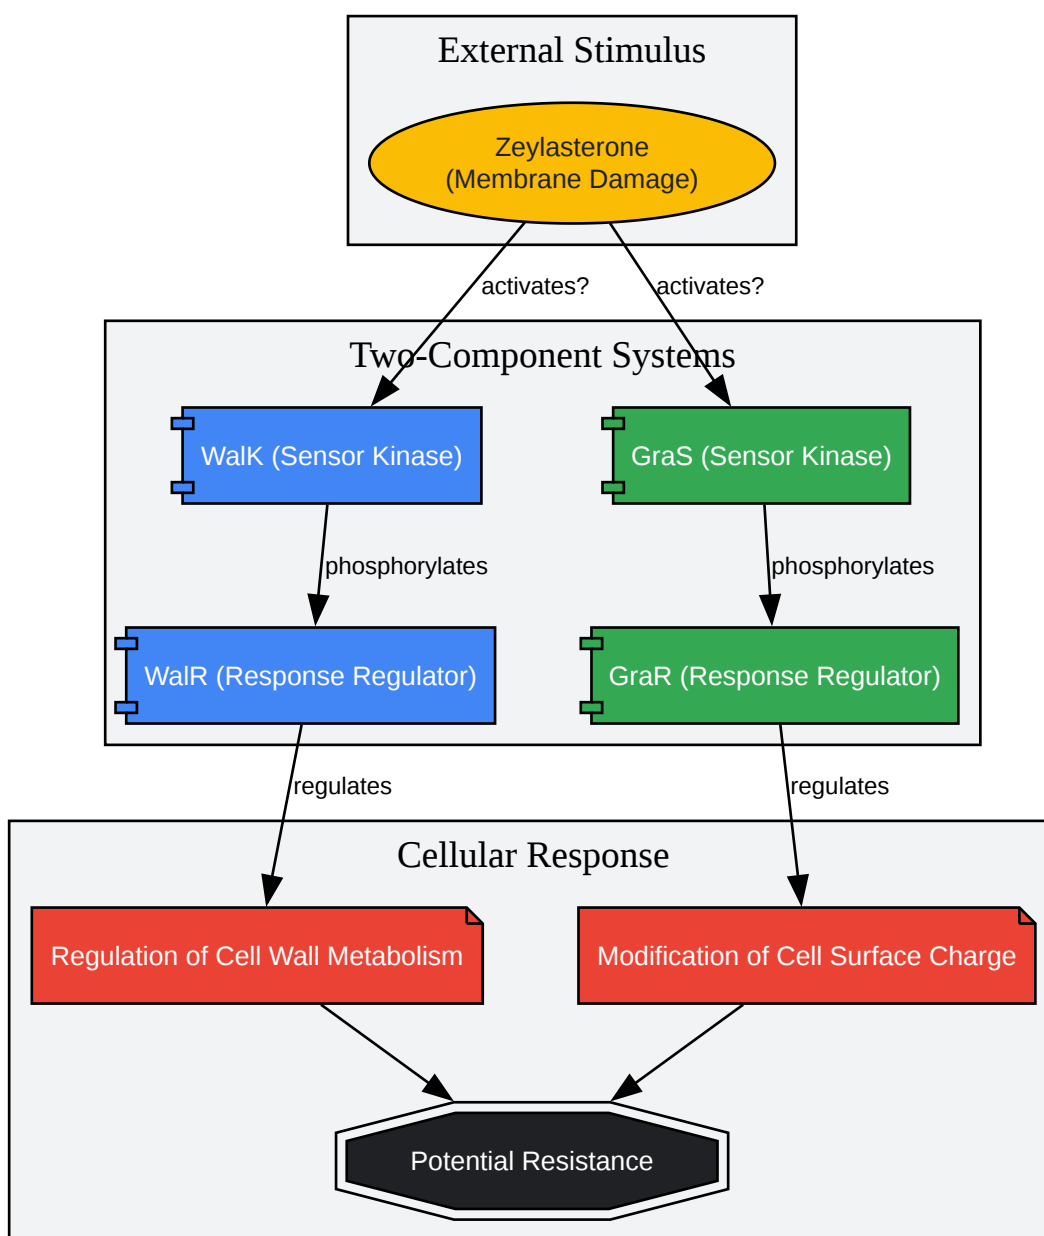 External Stimulus
Zeylasterone
(Membrane Damage)
activates?
activates?
Two-Component Systems
WalK (Sensor Kinase)
GraS (Sensor Kinase)
phosphorylates
phosphorylates
WalR (Response Regulator)
GraR (Response Regulator)
regulates
regulates
Cellular Response
Regulation of Cell Wall Metabolism
Modification of Cell Surface Charge
Potential Resistance